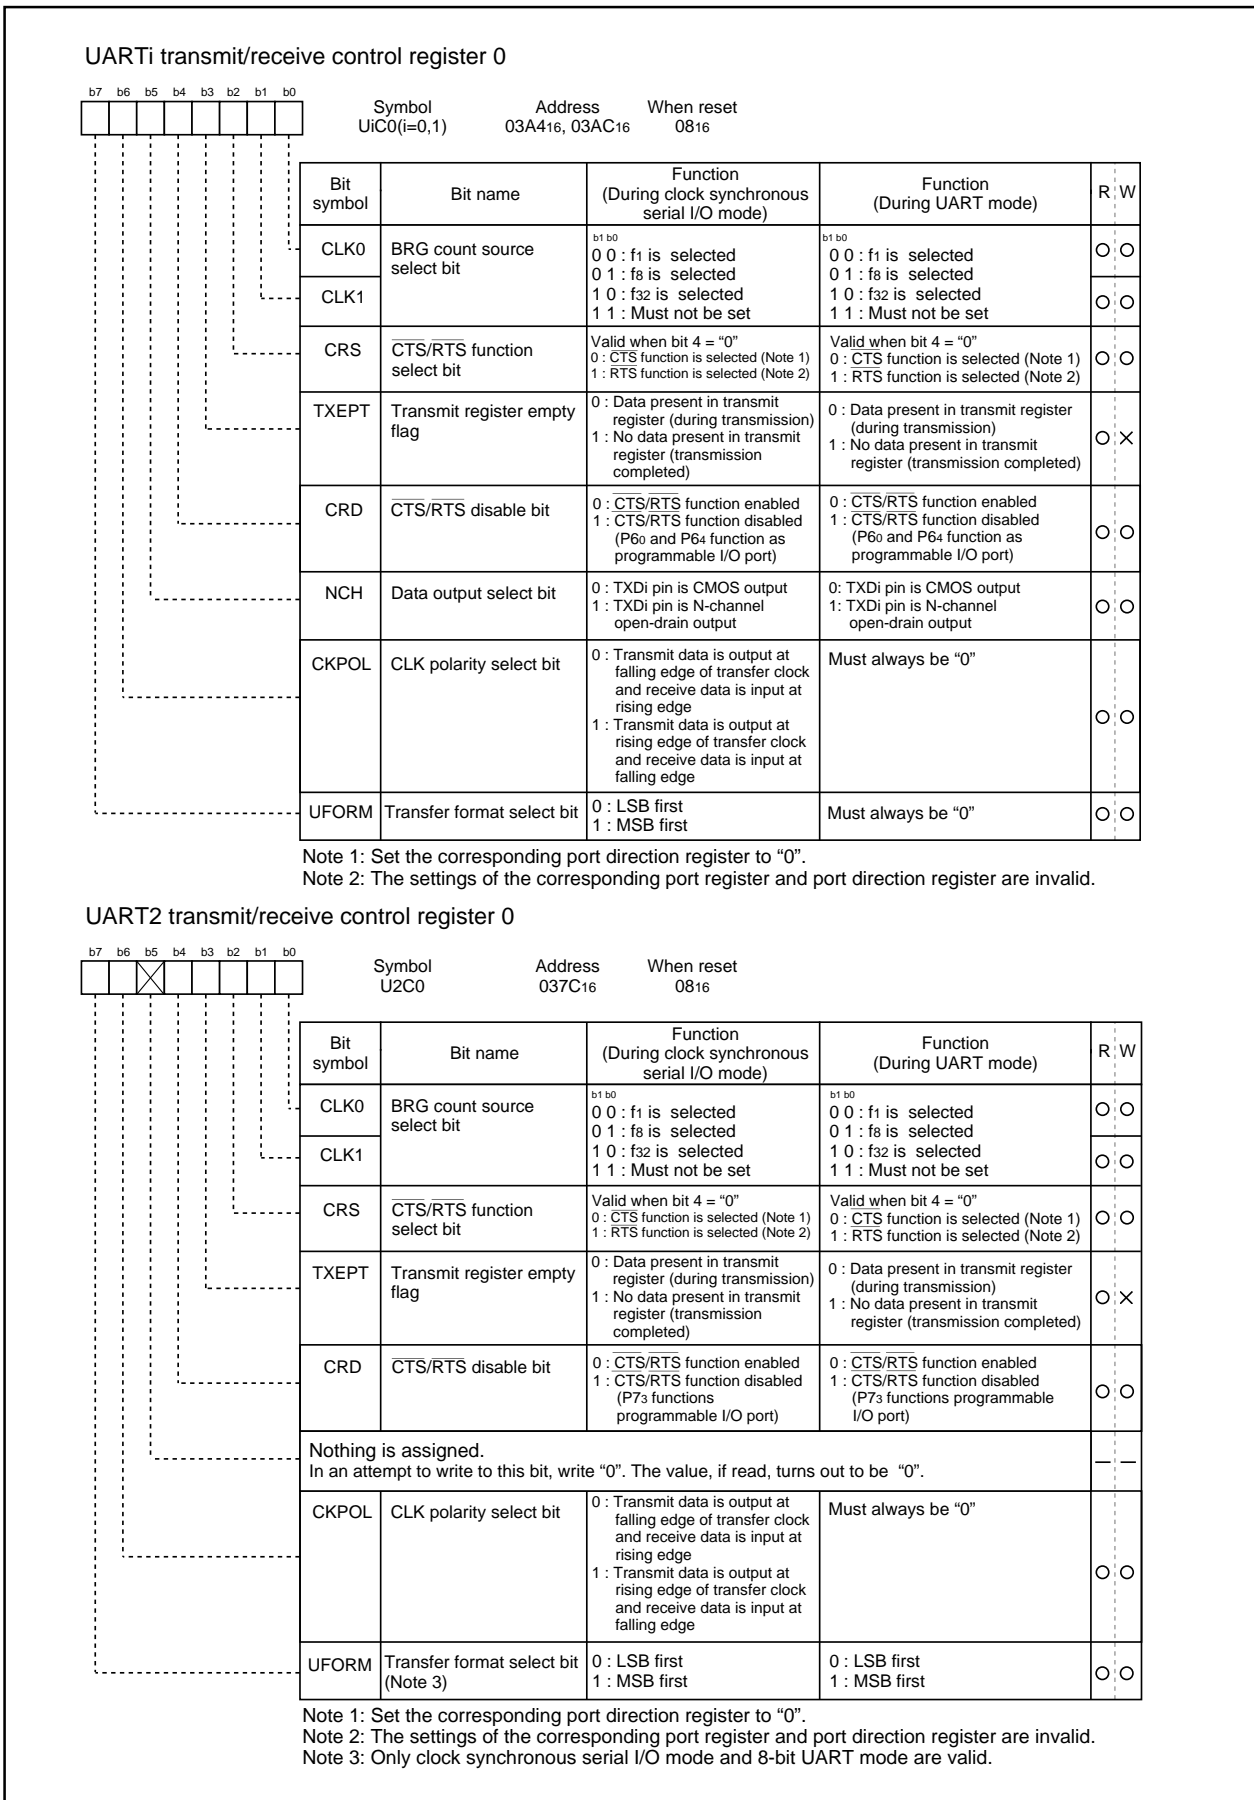 UARTi transmit/receive control register 0
b7 b6 b5 b4 b3 b2 b1 b0
Symbol Address When reset
UiC0(i=0,1) 03A416, 03AC16 0816
Bit symbol
Bit name
Function
(During clock synchronous
serial I/O mode)
Function
(During UART mode)
R W
CLK0
CLK1
BRG count source
select bit
b1 b0
0 0 : f1 is selected
0 1 : f8 is selected
1 0 : f32 is selected
1 1 : Must not be set
b1 b0
0 0 : f1 is selected
0 1 : f8 is selected
1 0 : f32 is selected
1 1 : Must not be set
CRS
CTS/RTS function
select bit
Valid when bit 4 = “0”
0 : CTS function is selected (Note 1)
1 : RTS function is selected (Note 2)
Valid when bit 4 = “0”
0 : CTS function is selected (Note 1)
1 : RTS function is selected (Note 2)
TXEPT
Transmit register empty
flag
0 : Data present in transmit
register (during transmission)
1 : No data present in transmit
register (transmission
completed)
0 : Data present in transmit register
(during transmission)
1 : No data present in transmit
register (transmission completed)
CRD
CTS/RTS disable bit
0 : CTS/RTS function enabled
1 : CTS/RTS function disabled
(P60 and P64 function as
programmable I/O port)
0 : CTS/RTS function enabled
1 : CTS/RTS function disabled
(P60 and P64 function as
programmable I/O port)
NCH
Data output select bit
0 : TXDi pin is CMOS output
1 : TXDi pin is N-channel
open-drain output
0: TXDi pin is CMOS output
1: TXDi pin is N-channel
open-drain output
CKPOL
CLK polarity select bit
0 : Transmit data is output at
falling edge of transfer clock
and receive data is input at
rising edge
1 : Transmit data is output at
rising edge of transfer clock
and receive data is input at
falling edge
Must always be “0”
UFORM
Transfer format select bit
0 : LSB first
1 : MSB first
Must always be “0”
Note 1: Set the corresponding port direction register to “0”.
Note 2: The settings of the corresponding port register and port direction register are invalid.
UART2 transmit/receive control register 0
b7 b6 b5 b4 b3 b2 b1 b0
Symbol Address When reset
U2C0 037C16 0816
Bit symbol
Bit name
Function
(During clock synchronous
serial I/O mode)
Function
(During UART mode)
R W
CLK0
CLK1
BRG count source
select bit
b1 b0
0 0 : f1 is selected
0 1 : f8 is selected
1 0 : f32 is selected
1 1 : Must not be set
b1 b0
0 0 : f1 is selected
0 1 : f8 is selected
1 0 : f32 is selected
1 1 : Must not be set
CRS
CTS/RTS function
select bit
Valid when bit 4 = “0”
0 : CTS function is selected (Note 1)
1 : RTS function is selected (Note 2)
Valid when bit 4 = “0”
0 : CTS function is selected (Note 1)
1 : RTS function is selected (Note 2)
TXEPT
Transmit register empty
flag
0 : Data present in transmit
register (during transmission)
1 : No data present in transmit
register (transmission
completed)
0 : Data present in transmit register
(during transmission)
1 : No data present in transmit
register (transmission completed)
CRD
CTS/RTS disable bit
0 : CTS/RTS function enabled
1 : CTS/RTS function disabled
(P73 functions
programmable I/O port)
0 : CTS/RTS function enabled
1 : CTS/RTS function disabled
(P73 functions programmable
I/O port)
Nothing is assigned.
In an attempt to write to this bit, write “0”. The value, if read, turns out to be “0”.
CKPOL
CLK polarity select bit
0 : Transmit data is output at
falling edge of transfer clock
and receive data is input at
rising edge
1 : Transmit data is output at
rising edge of transfer clock
and receive data is input at
falling edge
Must always be “0”
UFORM
Transfer format select bit
(Note 3)
0 : LSB first
1 : MSB first
0 : LSB first
1 : MSB first
Note 1: Set the corresponding port direction register to “0”.
Note 2: The settings of the corresponding port register and port direction register are invalid.
Note 3: Only clock synchronous serial I/O mode and 8-bit UART mode are valid.